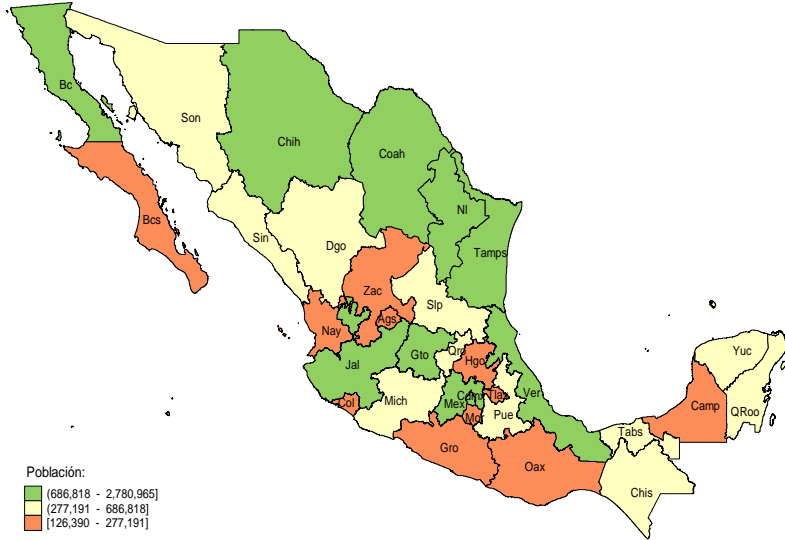 Bc
Son
Chih
Coah
Nl
Bcs
Sin
Dgo
Tamps
Zac
Slp
Nay
Ags
Jal
Gto
Qro
Hgo
Yuc
Col
Mich
Mex
Cdmx
Tlax
Ver
Mor
Pue
Camp
QRoo
Tabs
Gro
Oax
Chis
Población:
(686,818 - 2,780,965]
(277,191 - 686,818]
[126,390 - 277,191]